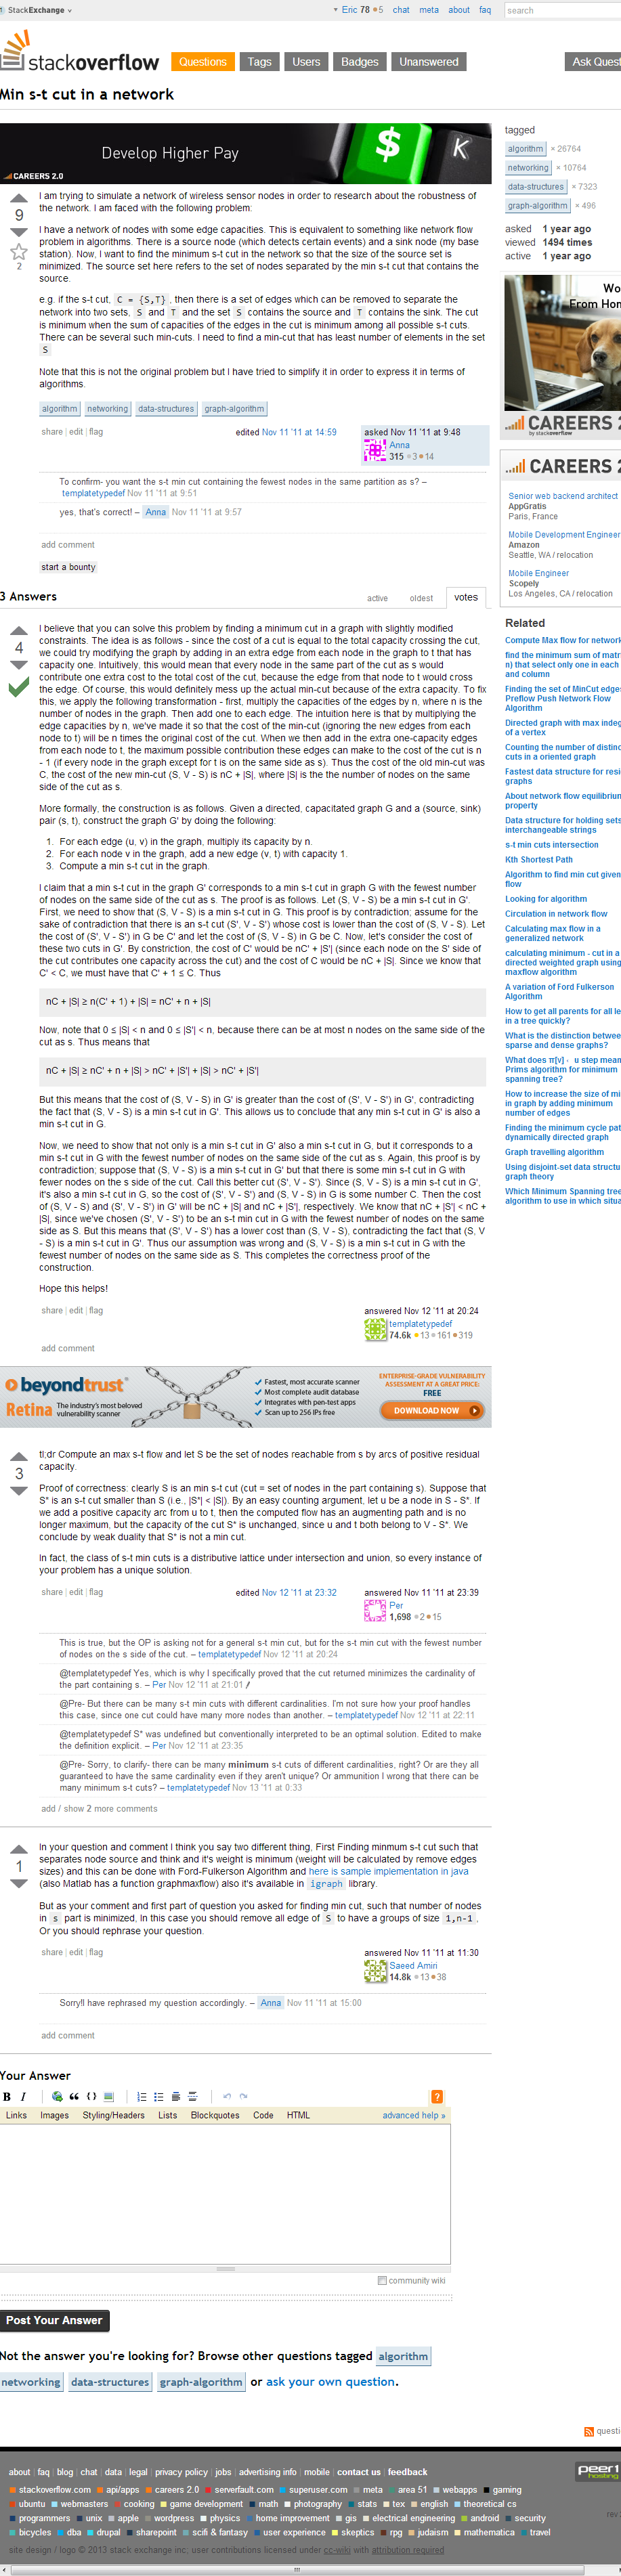 StackExchange
Eric 78 5 chat meta about faq
search
stackoverflow
Questions Tags Users Badges Unanswered
Ask Quest
Min s-t cut in a network
Develop Higher Pay
$ K
CAREERS 2.0
9
2
I am trying to simulate a network of wireless sensor nodes in order to research about the robustness of
the network. I am faced with the following problem:
I have a network of nodes with some edge capacities. This is equivalent to something like network flow
problem in algorithms. There is a source node (which detects certain events) and a sink node (my base
station). Now, I want to find the minimum s-t cut in the network so that the size of the source set is
minimized. The source set here refers to the set of nodes separated by the min s-t cut that contains the
source.
e.g. if the s-t cut, C = {S,T} , then there is a set of edges which can be removed to separate the
network into two sets, S and T and the set S contains the source and T contains the sink. The cut
is minimum when the sum of capacities of the edges in the cut is minimum among all possible s-t cuts.
There can be several such min-cuts. I need to find a min-cut that has least number of elements in the set
S
Note that this is not the original problem but I have tried to simplify it in order to express it in terms of
algorithms.
algorithm networking data-structures graph-algorithm
share | edit | flag
edited Nov 11 '11 at 14:59
asked Nov 11 '11 at 9:48
Anna
315 3 14
To confirm- you want the s-t min cut containing the fewest nodes in the same partition as s? –
templatetypedef Nov 11 '11 at 9:51
yes, that's correct! – Anna Nov 11 '11 at 9:57
add comment
start a bounty
tagged
algorithm × 26764
networking × 10764
data-structures × 7323
graph-algorithm × 496
asked 1 year ago
viewed 1494 times
active 1 year ago
Wo
From Hom
CAREERS 2
by stackoverflow
CAREERS 2
Senior web backend architect
AppGratis
Paris, France
Mobile Development Engineer
Amazon
Seattle, WA / relocation
Mobile Engineer
Scopely
Los Angeles, CA / relocation
Related
Compute Max flow for network
find the minimum sum of matr
n) that select only one in each
and column
Finding the set of MinCut edges
Preflow Push Network Flow
Algorithm
Directed graph with max indeg
of a vertex
Counting the number of distinc
cuts in a oriented graph
Fastest data structure for resi
graphs
About network flow equilibrium
property
Data structure for holding sets
interchangeable strings
s-t min cuts intersection
Kth Shortest Path
Algorithm to find min cut given
flow
Looking for algorithm
Circulation in network flow
Calculating max flow in a
generalized network
calculating minimum - cut in a
directed weighted graph using
maxflow algorithm
A variation of Ford Fulkerson
Algorithm
How to get all parents for all le
in a tree quickly?
What is the distinction betwee
sparse and dense graphs?
What does π[v] ← u step mean
Prims algorithm for minimum
spanning tree?
How to increase the size of mi
in graph by adding minimum
number of edges
Finding the minimum cycle pat
dynamically directed graph
Graph travelling algorithm
Using disjoint-set data structu
graph theory
Which Minimum Spanning tree
algorithm to use in which situa
3 Answers
active oldest votes
4
I believe that you can solve this problem by finding a minimum cut in a graph with slightly modified
constraints. The idea is as follows - since the cost of a cut is equal to the total capacity crossing the cut,
we could try modifying the graph by adding in an extra edge from each node in the graph to t that has
capacity one. Intuitively, this would mean that every node in the same part of the cut as s would
contribute one extra cost to the total cost of the cut, because the edge from that node to t would cross
the edge. Of course, this would definitely mess up the actual min-cut because of the extra capacity. To fix
this, we apply the following transformation - first, multiply the capacities of the edges by n, where n is the
number of nodes in the graph. Then add one to each edge. The intuition here is that by multiplying the
edge capacities by n, we've made it so that the cost of the min-cut (ignoring the new edges from each
node to t) will be n times the original cost of the cut. When we then add in the extra one-capacity edges
from each node to t, the maximum possible contribution these edges can make to the cost of the cut is n
- 1 (if every node in the graph except for t is on the same side as s). Thus the cost of the old min-cut was
C, the cost of the new min-cut (S, V - S) is nC + |S|, where |S| is the the number of nodes on the same
side of the cut as s.
More formally, the construction is as follows. Given a directed, capacitated graph G and a (source, sink)
pair (s, t), construct the graph G' by doing the following:
1. For each edge (u, v) in the graph, multiply its capacity by n.
2. For each node v in the graph, add a new edge (v, t) with capacity 1.
3. Compute a min s-t cut in the graph.
I claim that a min s-t cut in the graph G' corresponds to a min s-t cut in graph G with the fewest number
of nodes on the same side of the cut as s. The proof is as follows. Let (S, V - S) be a min s-t cut in G'.
First, we need to show that (S, V - S) is a min s-t cut in G. This proof is by contradiction; assume for the
sake of contradiction that there is an s-t cut (S', V - S') whose cost is lower than the cost of (S, V - S). Let
the cost of (S', V - S') in G be C' and let the cost of (S, V - S) in G be C. Now, let's consider the cost of
these two cuts in G'. By construction, the cost of C' would be nC' + |S'| (since each node on the S' side of
the cut contributes one capacity across the cut) and the cost of C would be nC + |S|. Since we know that
C' < C, we must have that C' + 1 ≤ C. Thus
nC + |S| ≥ n(C' + 1) + |S| = nC' + n + |S|
Now, note that 0 ≤ |S| < n and 0 ≤ |S'| < n, because there can be at most n nodes on the same side of the
cut as s. Thus means that
nC + |S| ≥ nC' + n + |S| > nC' + |S'| + |S| > nC' + |S'|
But this means that the cost of (S, V - S) in G' is greater than the cost of (S', V - S') in G', contradicting
the fact that (S, V - S) is a min s-t cut in G'. This allows us to conclude that any min s-t cut in G' is also a
min s-t cut in G.
Now, we need to show that not only is a min s-t cut in G' also a min s-t cut in G, but it corresponds to a
min s-t cut in G with the fewest number of nodes on the same side of the cut as s. Again, this proof is by
contradiction; suppose that (S, V - S) is a min s-t cut in G' but that there is some min s-t cut in G with
fewer nodes on the s side of the cut. Call this better cut (S', V - S'). Since (S, V - S) is a min s-t cut in G',
it's also a min s-t cut in G, so the cost of (S', V - S') and (S, V - S) in G is some number C. Then the cost
of (S, V - S) and (S', V - S') in G' will be nC + |S| and nC + |S'|, respectively. We know that nC + |S'| < nC +
|S|, since we've chosen (S', V - S') to be an s-t min cut in G with the fewest number of nodes on the same
side as S. But this means that (S', V - S') has a lower cost than (S, V - S), contradicting the fact that (S, V
- S) is a min s-t cut in G'. Thus our assumption was wrong and (S, V - S) is a min s-t cut in G with the
fewest number of nodes on the same side as S. This completes the correctness proof of the
construction.
Hope this helps!
share | edit | flag
answered Nov 12 '11 at 20:24
templatetypedef
74.6k 13 161 319
add comment
beyondtrust
Retina The industry's most beloved
vulnerability scanner
Fastest, most accurate scanner
Most complete audit database
Integrates with pen-test apps
Scan up to 256 IPs free
ENTERPRISE-GRADE VULNERABILITY
ASSESSMENT AT A GREAT PRICE:
FREE
DOWNLOAD NOW
3
tl;dr Compute an max s-t flow and let S be the set of nodes reachable from s by arcs of positive residual
capacity.
Proof of correctness: clearly S is an min s-t cut (cut = set of nodes in the part containing s). Suppose that
S* is an s-t cut smaller than S (i.e., |S*| < |S|). By an easy counting argument, let u be a node in S - S*. If
we add a positive capacity arc from u to t, then the computed flow has an augmenting path and is no
longer maximum, but the capacity of the cut S* is unchanged, since u and t both belong to V - S*. We
conclude by weak duality that S* is not a min cut.
In fact, the class of s-t min cuts is a distributive lattice under intersection and union, so every instance of
your problem has a unique solution.
share | edit | flag
edited Nov 12 '11 at 23:32
answered Nov 11 '11 at 23:39
Per
1,698 2 15
This is true, but the OP is asking not for a general s-t min cut, but for the s-t min cut with the fewest number
of nodes on the s side of the cut. – templatetypedef Nov 12 '11 at 20:24
@templatetypedef Yes, which is why I specifically proved that the cut returned minimizes the cardinality of
the part containing s. – Per Nov 12 '11 at 21:01
@Pre- But there can be many s-t min cuts with different cardinalities. I'm not sure how your proof handles
this case, since one cut could have many more nodes than another. – templatetypedef Nov 12 '11 at 22:11
@templatetypedef S* was undefined but conventionally interpreted to be an optimal solution. Edited to make
the definition explicit. – Per Nov 12 '11 at 23:35
@Pre- Sorry, to clarify- there can be many minimum s-t cuts of different cardinalities, right? Or are they all
guaranteed to have the same cardinality even if they aren't unique? Or ammunition I wrong that there can be
many minimum s-t cuts? – templatetypedef Nov 13 '11 at 0:33
add / show 2 more comments
1
In your question and comment I think you say two different thing, First Finding minmum s-t cut such that
separates node source and think and it's weight is minimum (weight will be calculated by remove edges
sizes) and this can be done with Ford-Fulkerson Algorithm and here is sample implementation in java
(also Matlab has a function graphmaxflow) also it's available in igraph library.
But as your comment and first part of question you asked for finding min cut, such that number of nodes
in s part is minimized, In this case you should remove all edge of S to have a groups of size 1,n-1 ,
Or you should rephrase your question.
share | edit | flag
answered Nov 11 '11 at 11:30
Saeed Amiri
14.8k 13 38
Sorry!I have rephrased my question accordingly. – Anna Nov 11 '11 at 15:00
add comment
Your Answer
B I
?
Links Images Styling/Headers Lists Blockquotes Code HTML advanced help »
community wiki
Post Your Answer
Not the answer you're looking for? Browse other questions tagged algorithm
networking data-structures graph-algorithm or ask your own question.
questi
about | faq | blog | chat | data | legal | privacy policy | jobs | advertising info | mobile | contact us | feedback
peer1
hosting
stackoverflow.com api/apps careers 2.0 serverfault.com superuser.com meta area 51 webapps gaming
ubuntu webmasters cooking game development math photography stats tex english theoretical cs
rev
programmers unix apple wordpress physics home improvement gis electrical engineering android security
bicycles dba drupal sharepoint scifi & fantasy user experience skeptics rpg judaism mathematica travel
site design / logo © 2013 stack exchange inc; user contributions licensed under cc-wiki with attribution required